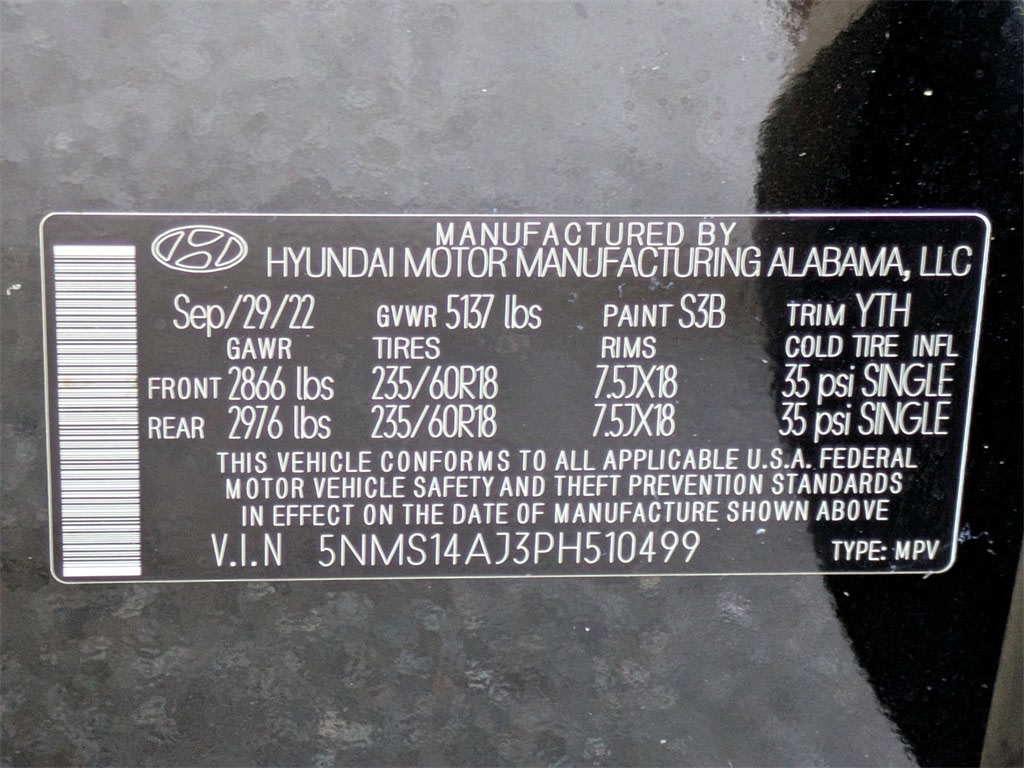 MANUFACTURED BY
HYUNDAI MOTOR MANUFACTURING ALABAMA, LLC
Sep/29/22 GVWR 5137 lbs PAINT S3B TRIM YTH
GAWR TIRES RIMS COLD TIRE INFL
FRONT 2866 lbs 235/60R18 7.5JX18 35 psi SINGLE
REAR 2976 lbs 235/60R18 7.5JX18 35 psi SINGLE
THIS VEHICLE CONFORMS TO ALL APPLICABLE U.S.A. FEDERAL
MOTOR VEHICLE SAFETY AND THEFT PREVENTION STANDARDS
IN EFFECT ON THE DATE OF MANUFACTURE SHOWN ABOVE
V.I.N 5NMS14AJ3PH510499 TYPE: MPV